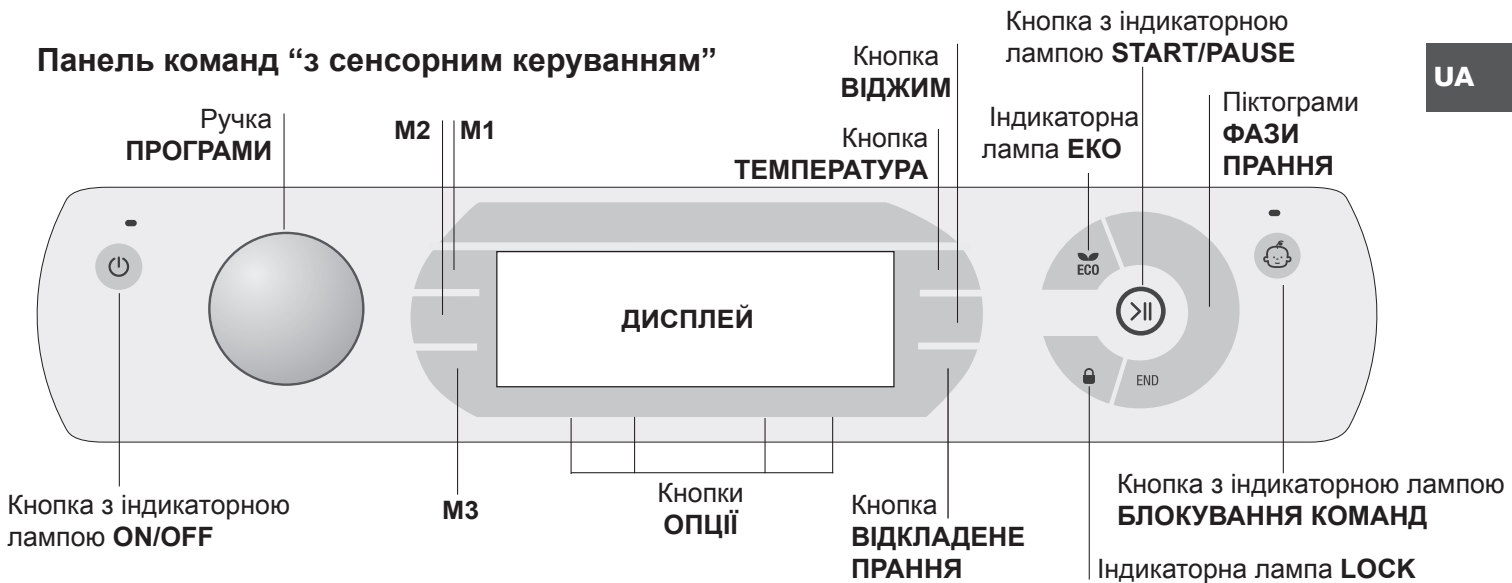 Панель команд “з сенсорним керуванням”
UA
Ручка
ПРОГРАМИ
M2
M1
Кнопка
ВІДЖИМ
Кнопка
ТЕМПЕРАТУРА
Кнопка з індикаторною
лампою START/PAUSE
Індикаторна
лампа ЕКО
Піктограми
ФАЗИ
ПРАННЯ
ECO
ДИСПЛЕЙ
END
Кнопка з індикаторною
лампою ON/OFF
M3
Кнопки
ОПЦІЇ
Кнопка
ВІДКЛАДЕНЕ
ПРАННЯ
Кнопка з індикаторною лампою
БЛОКУВАННЯ КОМАНД
Індикаторна лампа LOCK